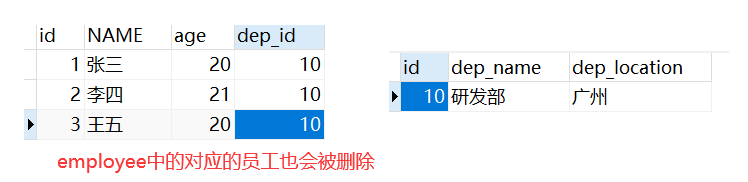 id NAME age dep_id
1 张三 20 10
2 李四 21 10
3 王五 20 10
employee中的对应的员工也会被删除
id dep_name dep_location
10 研发部 广州